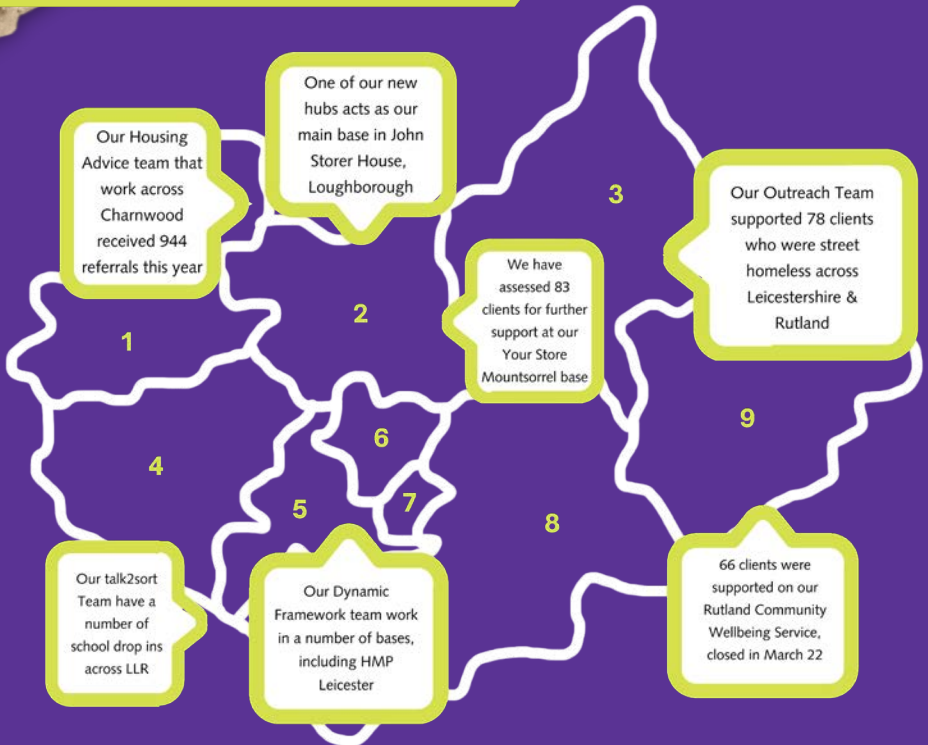 One of our new
hubs acts as our
main base in John
Storer House,
Loughborough
Our Housing
Advice team that
work across
Charnwood
received 944
referrals this year
3
Our Outreach Team
supported 78 clients
who were street
homeless across
Leicestershire &
Rutland
We have
assessed 83
clients for further
support at our
Your Store
Mountsorrel base
2
1
9
6
4
7
5
8
Our talk2sort
Team have a
number of
school drop ins
across LLR
Our Dynamic
Framework team work
in a number of bases,
including HMP
Leicester
66 clients were
supported on our
Rutland Community
Wellbeing Service,
closed in March 22